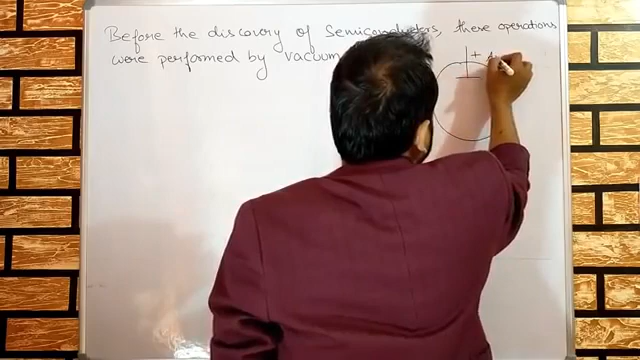 Before the discovery of Semiconductors, these operations
were performed by vacuum
+